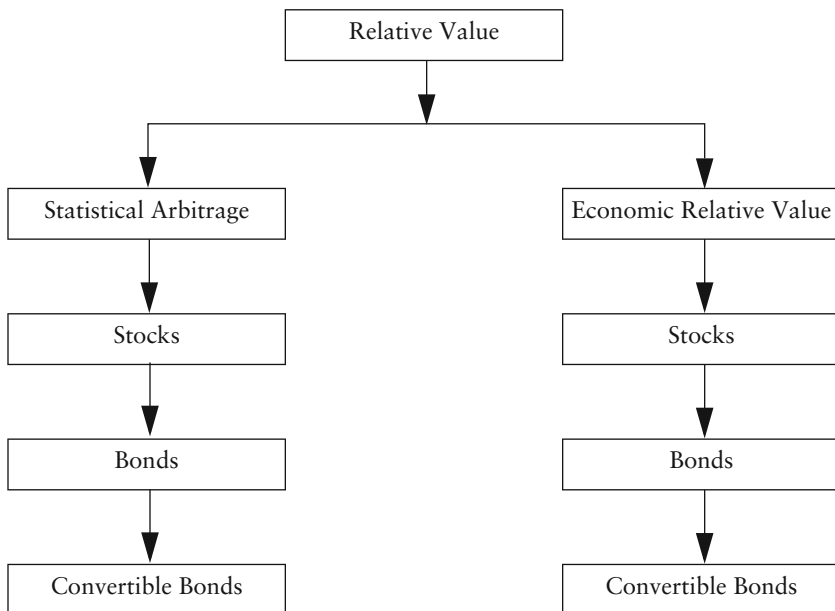 Relative Value
Statistical Arbitrage
Economic Relative Value
Stocks
Stocks
Bonds
Bonds
Convertible Bonds
Convertible Bonds